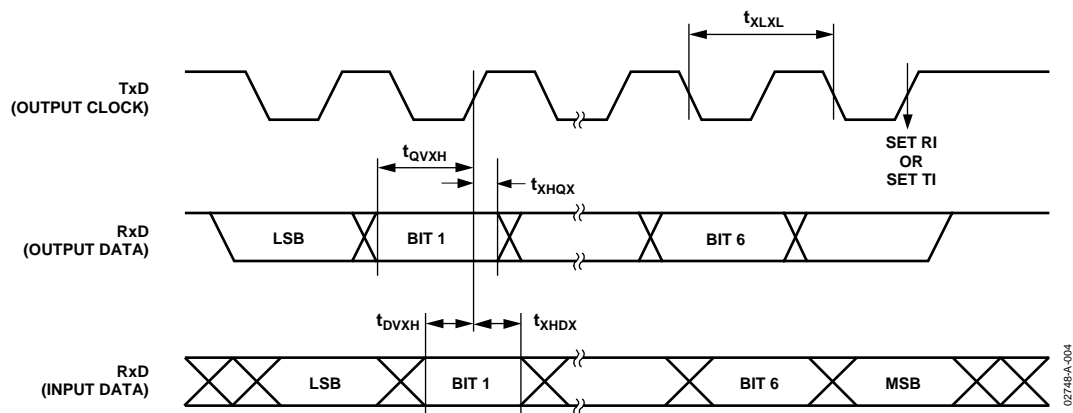 tXLXL
TxD
(OUTPUT CLOCK)
SET RI
OR
SET TI
tQVXH
tXHQX
RxD
(OUTPUT DATA)
LSB
BIT 1
BIT 6
tDVXH
tXHDX
RxD
(INPUT DATA)
LSB
BIT 1
BIT 6
MSB
02748-A-004